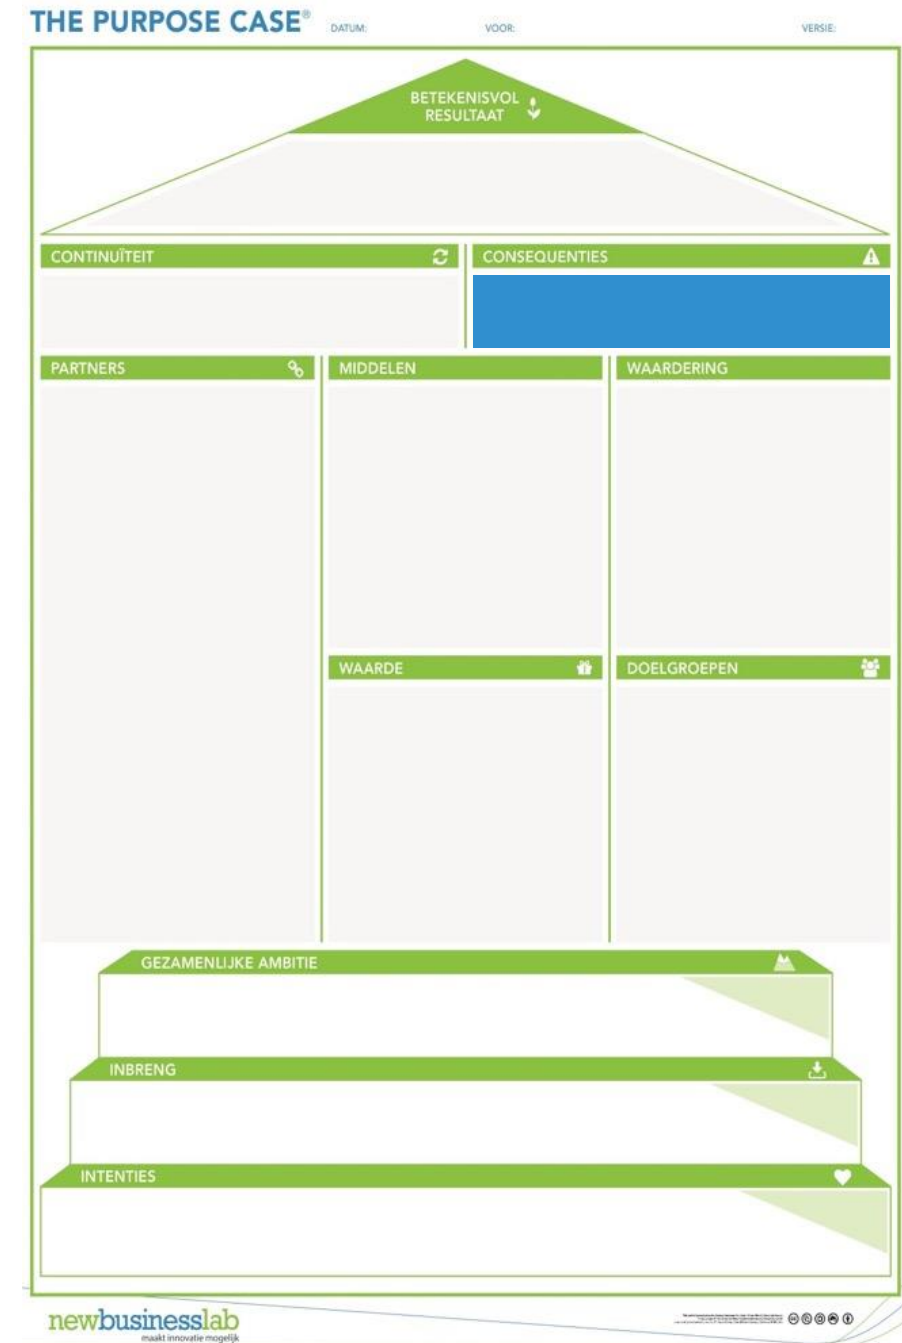 THE PURPOSE CASE®
DATUM: VOOR: VERSIE:
BETEKENISVOL
RESULTAAT
CONTINUÏTEIT
CONSEQUENTIES
PARTNERS
MIDDELEN
WAARDERING
WAARDE
DOELGROEPEN
GEZAMENLIJKE AMBITIE
INBRENG
INTENTIES
newbusinesslab
maakt innovatie mogelijk